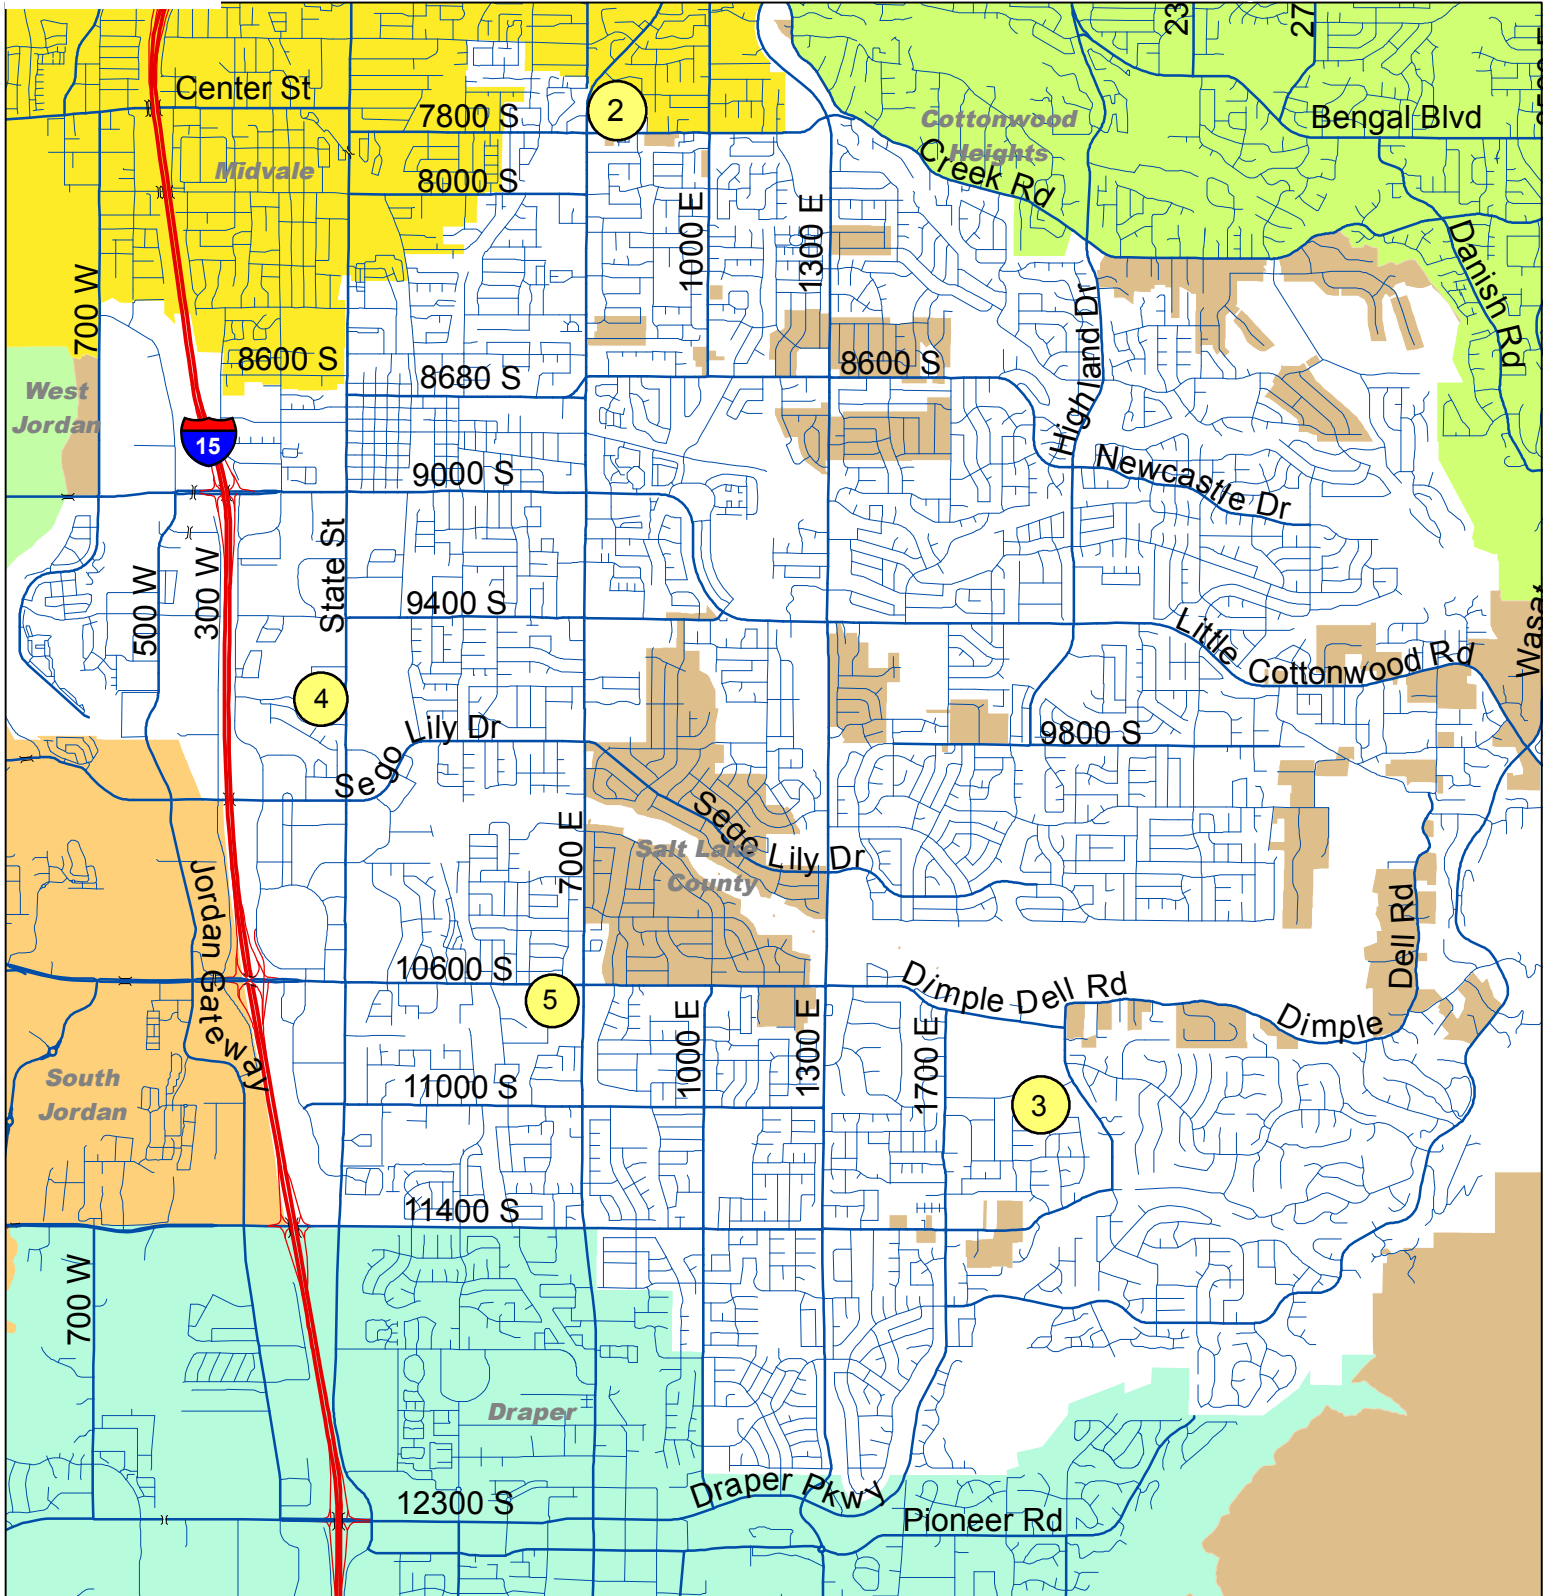 23
27
Center St
7800 S
2
Bengal Blvd
Cottonwood
Heights
Midvale
8000 S
Creek Rd
1000 E
1300 E
Danish Rd
700 W
Highland Dr
8600 S
8680 S
8600 S
West
Jordan
15
9000 S
Newcastle Dr
State St
300 W
500 W
9400 S
Little
Cottonwood Rd
Wasat
4
Sego
Lily Dr
9800 S
700 E
Sego
Lily Dr
Salt Lake
County
Jordan Gateway
Dell Rd
10600 S
5
Dimple Dell Rd
Dimple
1000 E
1300 E
1700 E
South
Jordan
11000 S
3
11400 S
700 W
Draper
12300 S
Draper Pkwy
Pioneer Rd